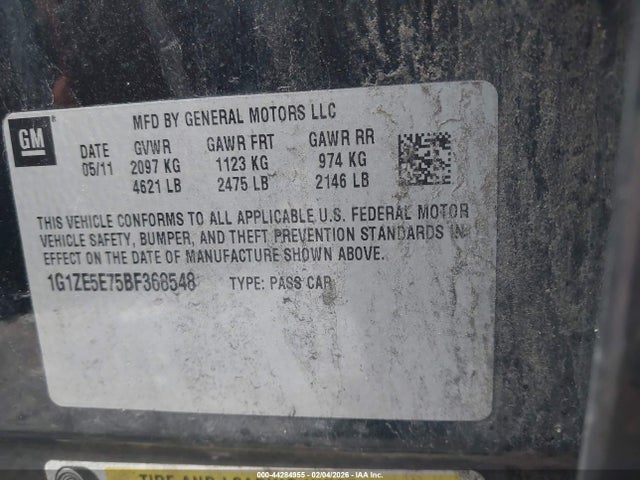 MFD BY GENERAL MOTORS LLC
GM
DATE GVWR GAWR FRT GAWR RR
05/11 2097 KG 1123 KG 974 KG
4621 LB 2475 LB 2146 LB
THIS VEHICLE CONFORMS TO ALL APPLICABLE U.S. FEDERAL MOTOR
VEHICLE SAFETY, BUMPER, AND THEFT PREVENTION STANDARDS IN
EFFECT ON THE DATE OF MANUFACTURE SHOWN ABOVE.
1G1ZE5E75BF368548 TYPE: PASS CAR
TIRE AND LOA
000-44284955 - 02/04/2026 - IAA Inc.